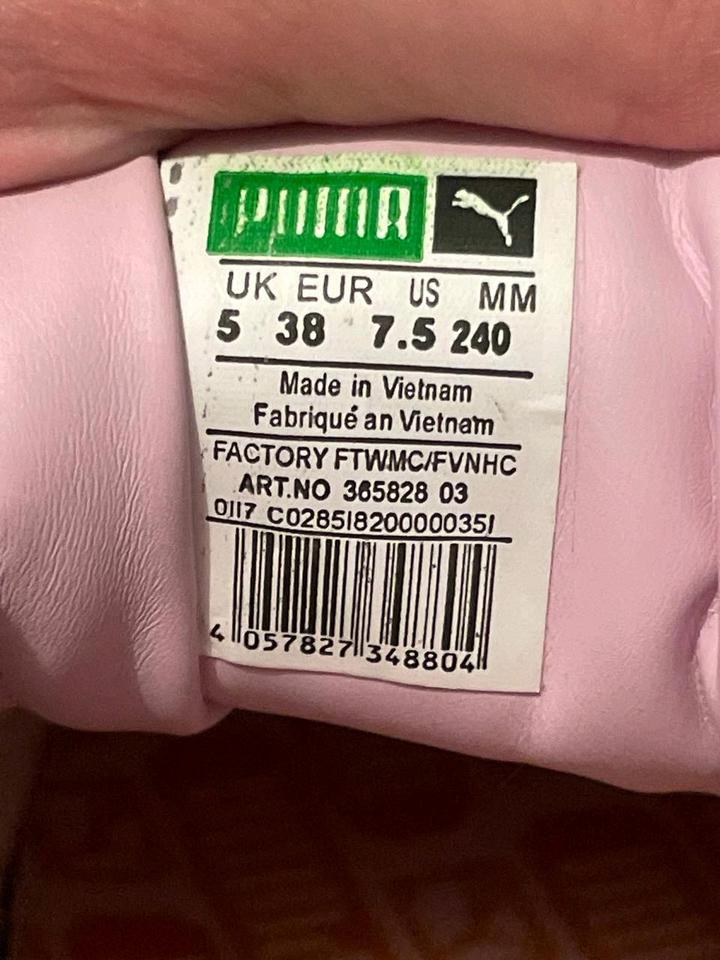 PUMA
UK EUR US MM
5 38 7.5 240
Made in Vietnam
Fabriqué an Vietnam
FACTORY FTWMC/FVNHC
ART.NO 365828 03
0117 C0285182000035I
4 057827 348804